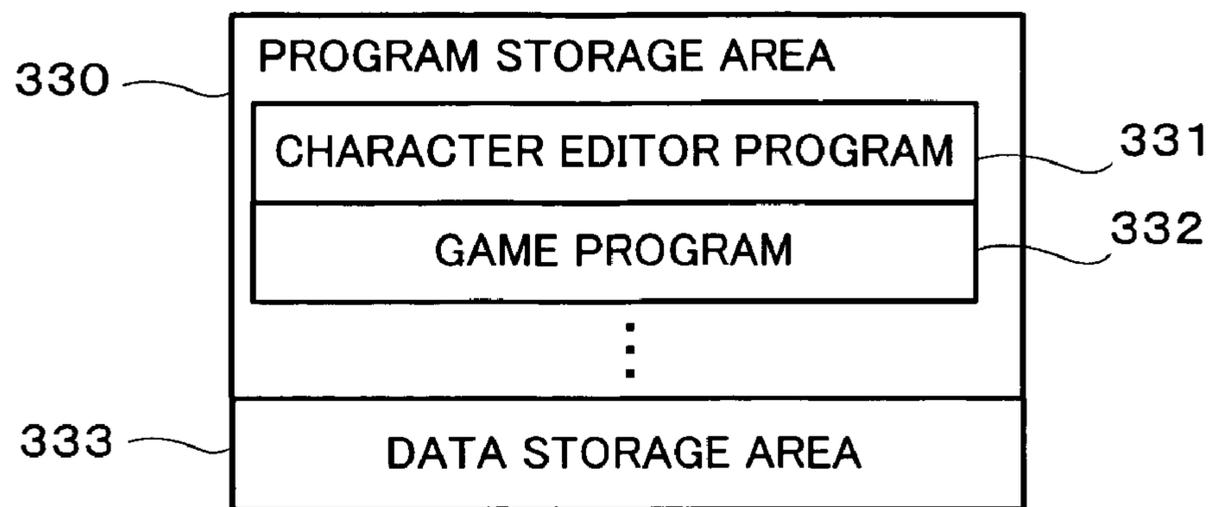 PROGRAM STORAGE AREA
330
CHARACTER EDITOR PROGRAM
331
GAME PROGRAM
332
333
DATA STORAGE AREA